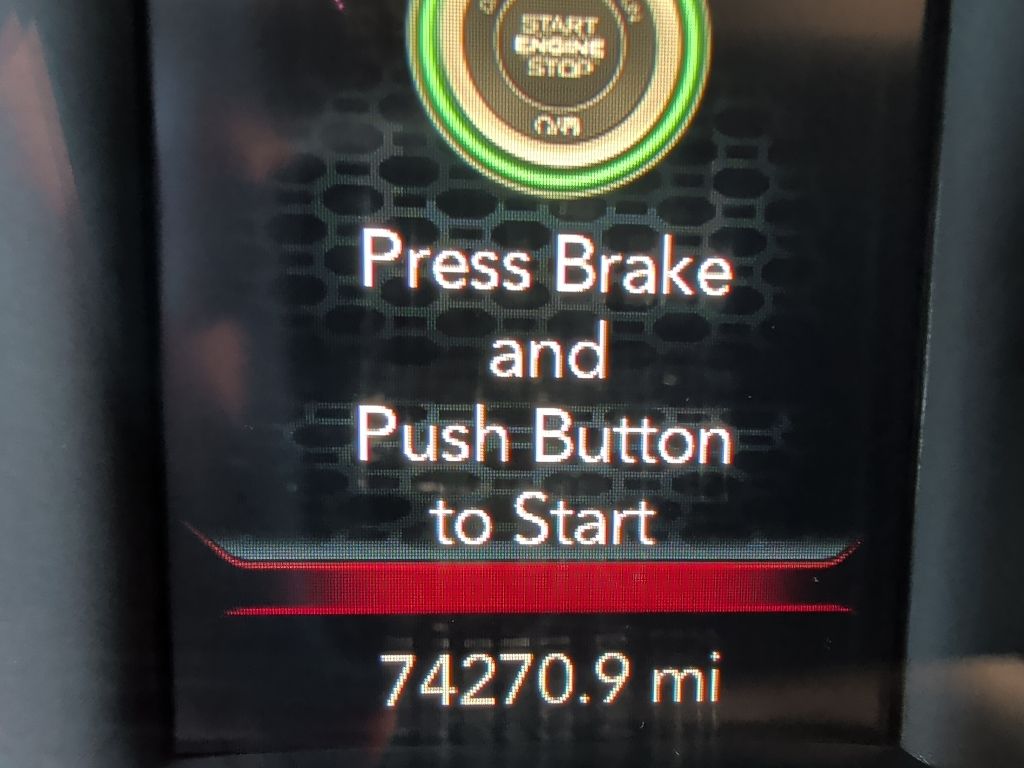 START
ENGINE
STOP
Press Brake
and
Push Button
to Start
74270.9 mi